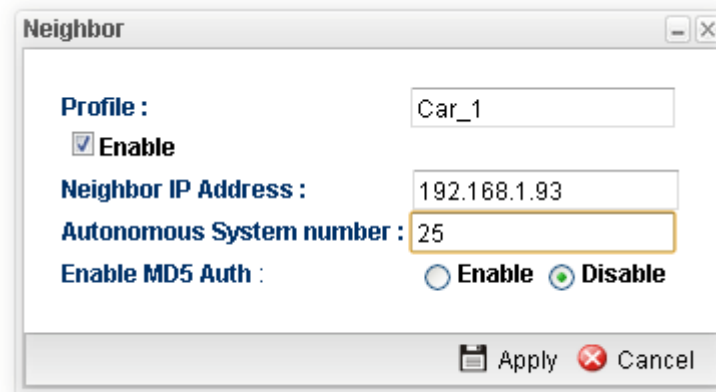 Neighbor
Profile : Car_1
Enable
Neighbor IP Address : 192.168.1.93
Autonomous System number : 25
Enable MD5 Auth : Enable Disable
Apply Cancel